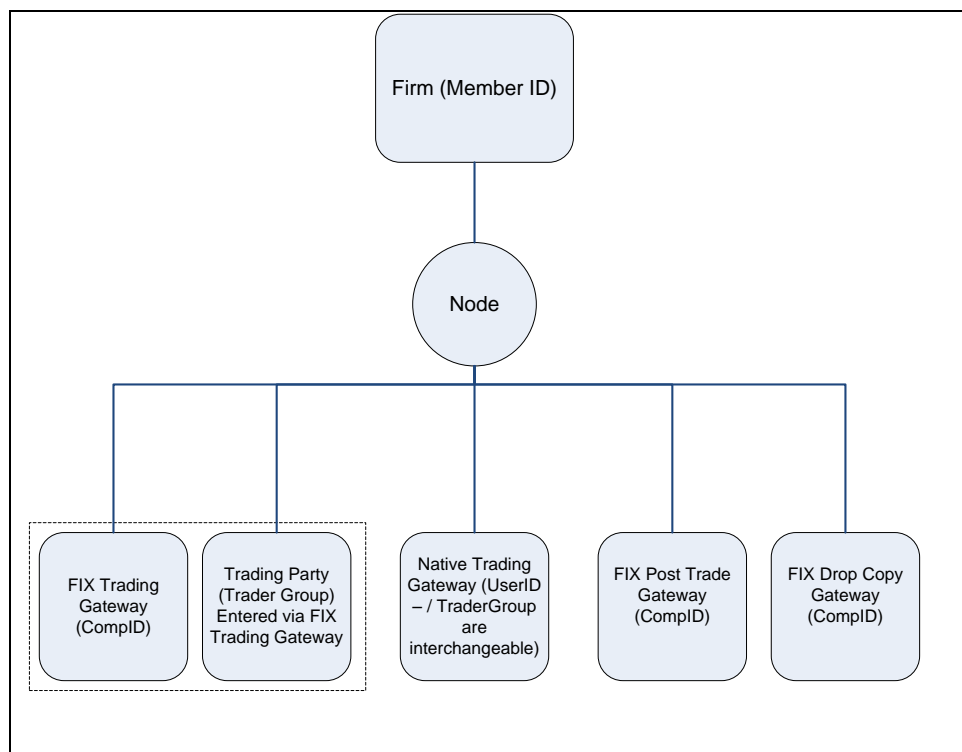 Firm (Member ID)
Node
FIX Trading
Gateway
(CompID)
Trading Party
(Trader Group)
Entered via FIX
Trading Gateway
Native Trading
Gateway (UserID
– / TraderGroup
are
interchangeable)
FIX Post Trade
Gateway
(CompID)
FIX Drop Copy
Gateway
(CompID)